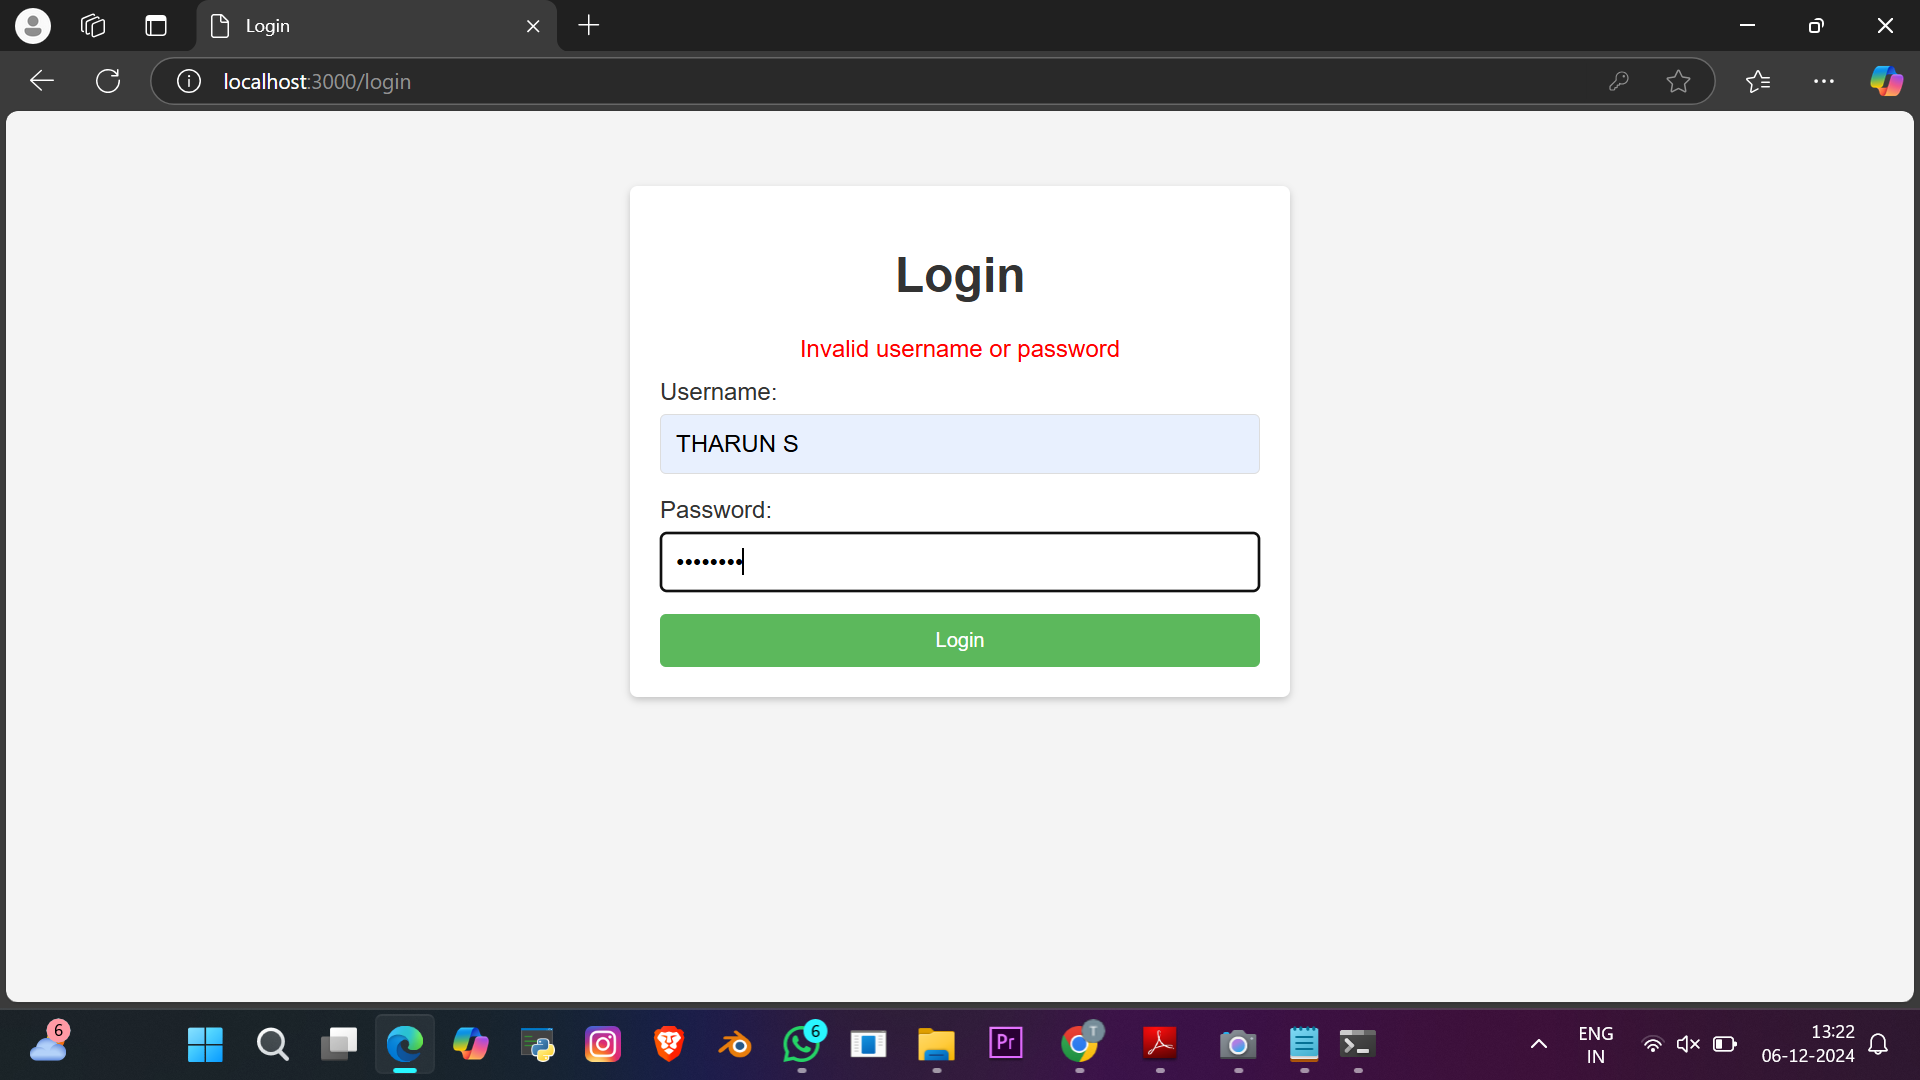 Login
localhost:3000/login
Login
Invalid username or password
Username:
THARUN S
Password:
Login
6
6
Pr
T
ENG
IN
13:22
06-12-2024